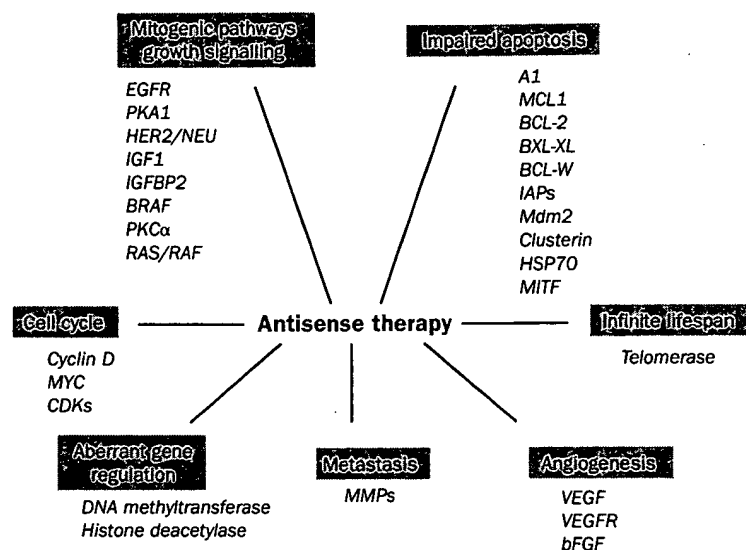 Mitogenic pathways
growth signalling
EGFR
PKA1
HER2/NEU
IGF1
IGFBP2
BRAF
PKCα
RAS/RAF
Impaired apoptosis
A1
MCL1
BCL-2
BXL-XL
BCL-W
IAPs
Mdm2
Clusterin
HSP70
MITF
Cell cycle
Cyclin D
MYC
CDKs
Antisense therapy
Infinite lifespan
Telomerase
Aberrant gene
regulation
DNA methyltransferase
Histone deacetylase
Metastasis
MMPs
Angiogenesis
VEGF
VEGFR
bFGF